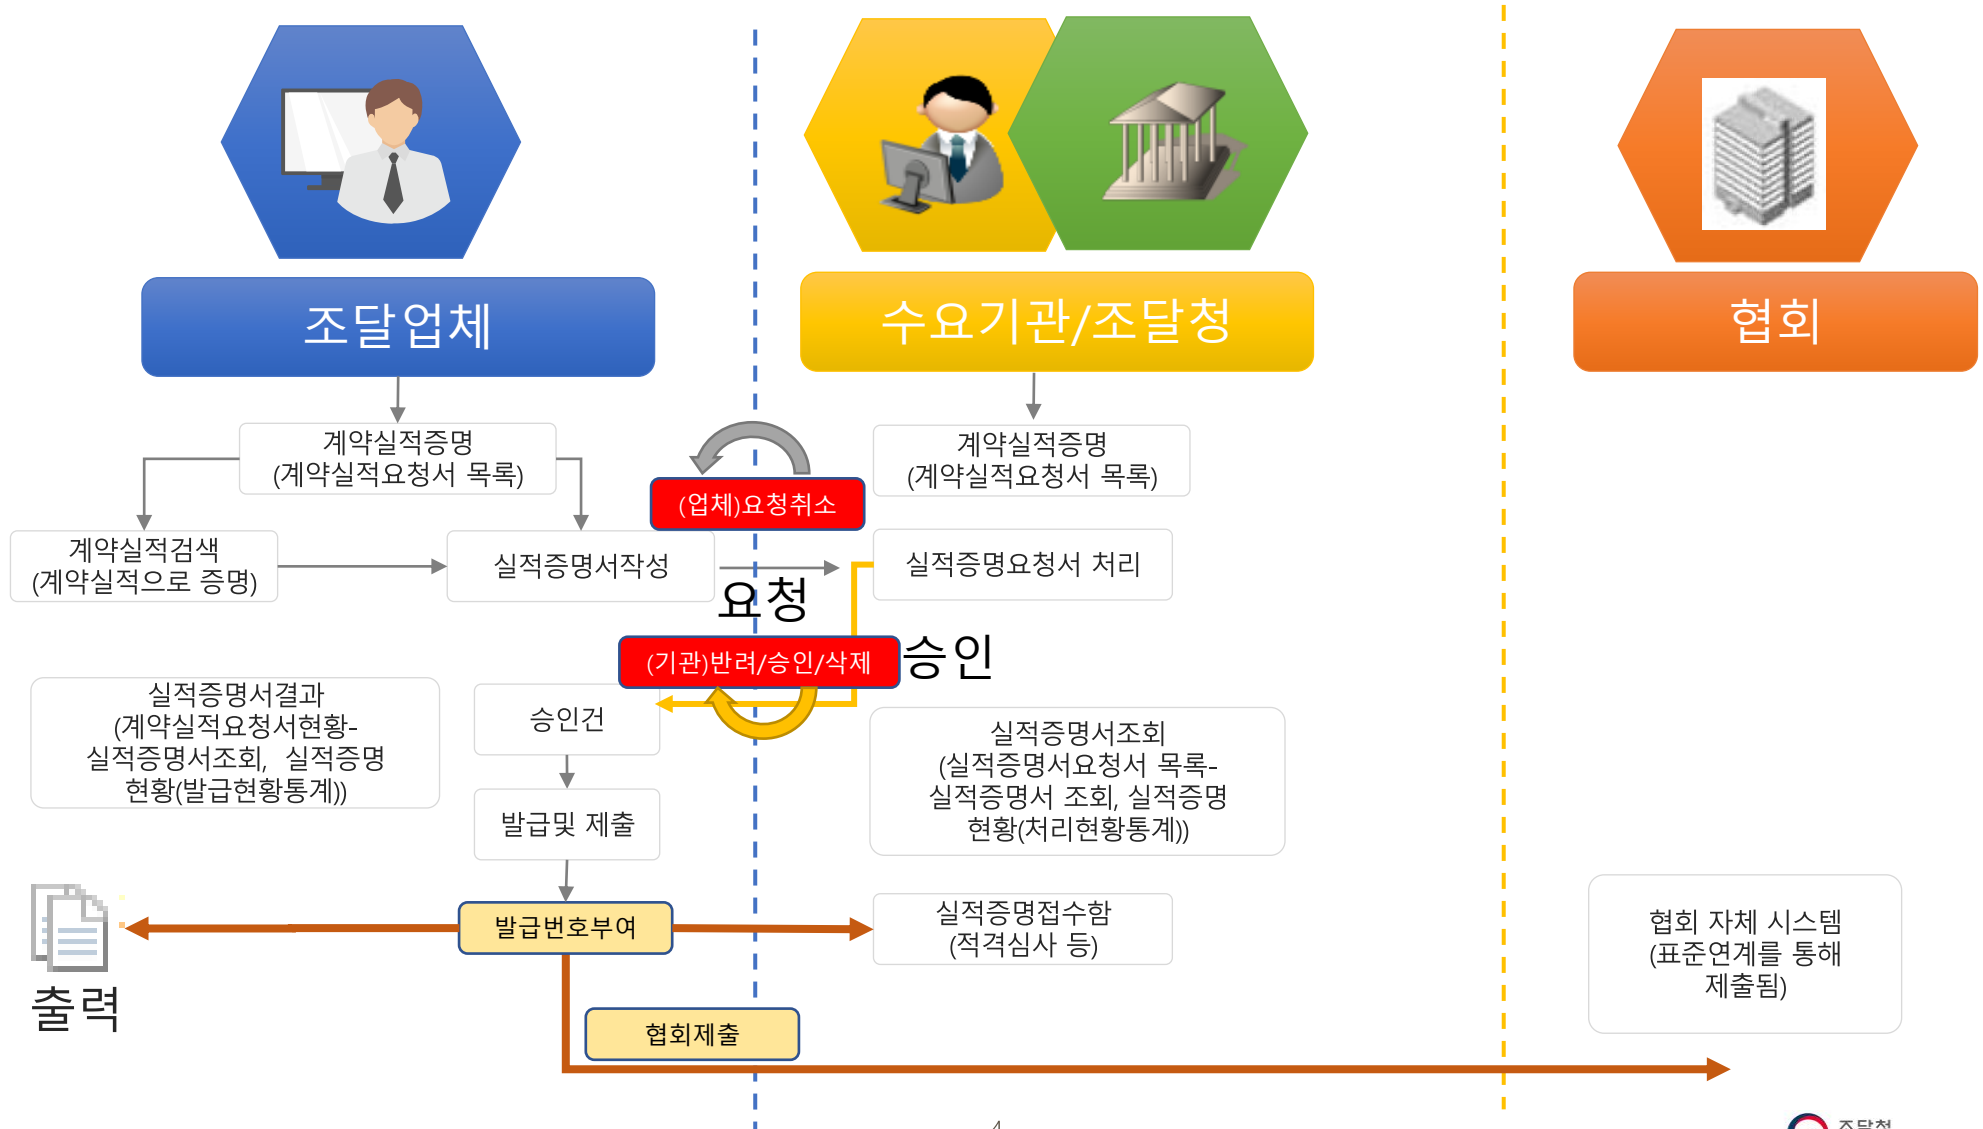 조달업체
수요기관/조달청
협회
계약실적증명
(계약실적요청서 목록)
계약실적증명
(계약실적요청서 목록)
(업체)요청취소
계약실적검색
(계약실적으로 증명)
실적증명서작성
실적증명요청서 처리
요청
(기관)반려/승인/삭제
승인
실적증명서결과
(계약실적요청서현황-
실적증명서조회, 실적증명
현황(발급현황통계))
승인건
실적증명서조회
(실적증명서요청서 목록-
실적증명서 조회, 실적증명
현황(처리현황통계))
발급및 제출
발급번호부여
실적증명접수함
(적격심사 등)
협회 자체 시스템
(표준연계를 통해
제출됨)
출력
협회제출
4
조달청